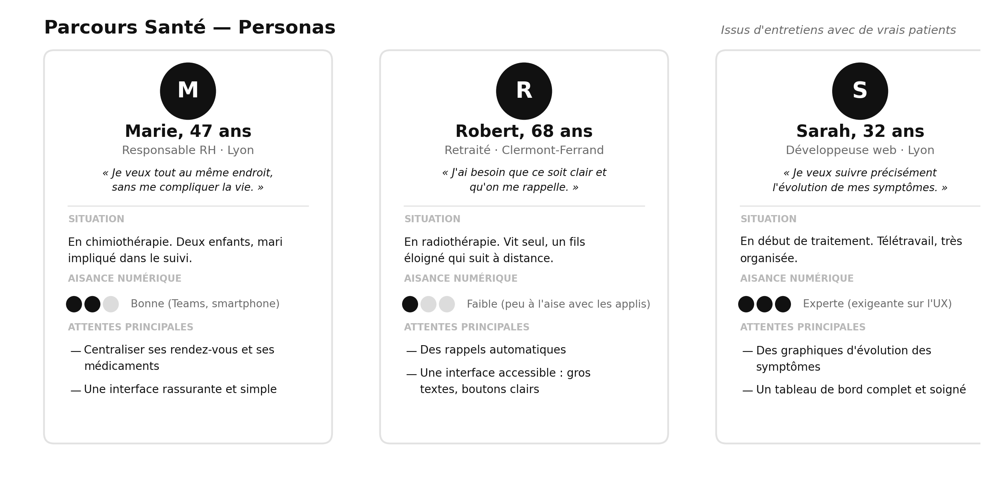 Parcours Santé — Personas
Issus d'entretiens avec de vrais patients
M
Marie, 47 ans
Responsable RH · Lyon
« Je veux tout au même endroit,
sans me compliquer la vie. »
SITUATION
En chimiothérapie. Deux enfants, mari
impliqué dans le suivi.
AISANCE NUMÉRIQUE
Bonne (Teams, smartphone)
ATTENTES PRINCIPALES
— Centraliser ses rendez-vous et ses
médicaments
— Une interface rassurante et simple
R
Robert, 68 ans
Retraité · Clermont-Ferrand
« J'ai besoin que ce soit clair et
qu'on me rappelle. »
SITUATION
En radiothérapie. Vit seul, un fils
éloigné qui suit à distance.
AISANCE NUMÉRIQUE
Faible (peu à l'aise avec les applis)
ATTENTES PRINCIPALES
— Des rappels automatiques
— Une interface accessible : gros
textes, boutons clairs
S
Sarah, 32 ans
Développeuse web · Lyon
« Je veux suivre précisément
l'évolution de mes symptômes. »
SITUATION
En début de traitement. Télétravail, très
organisée.
AISANCE NUMÉRIQUE
Experte (exigeante sur l'UX)
ATTENTES PRINCIPALES
— Des graphiques d'évolution des
symptômes
— Un tableau de bord complet et soigné